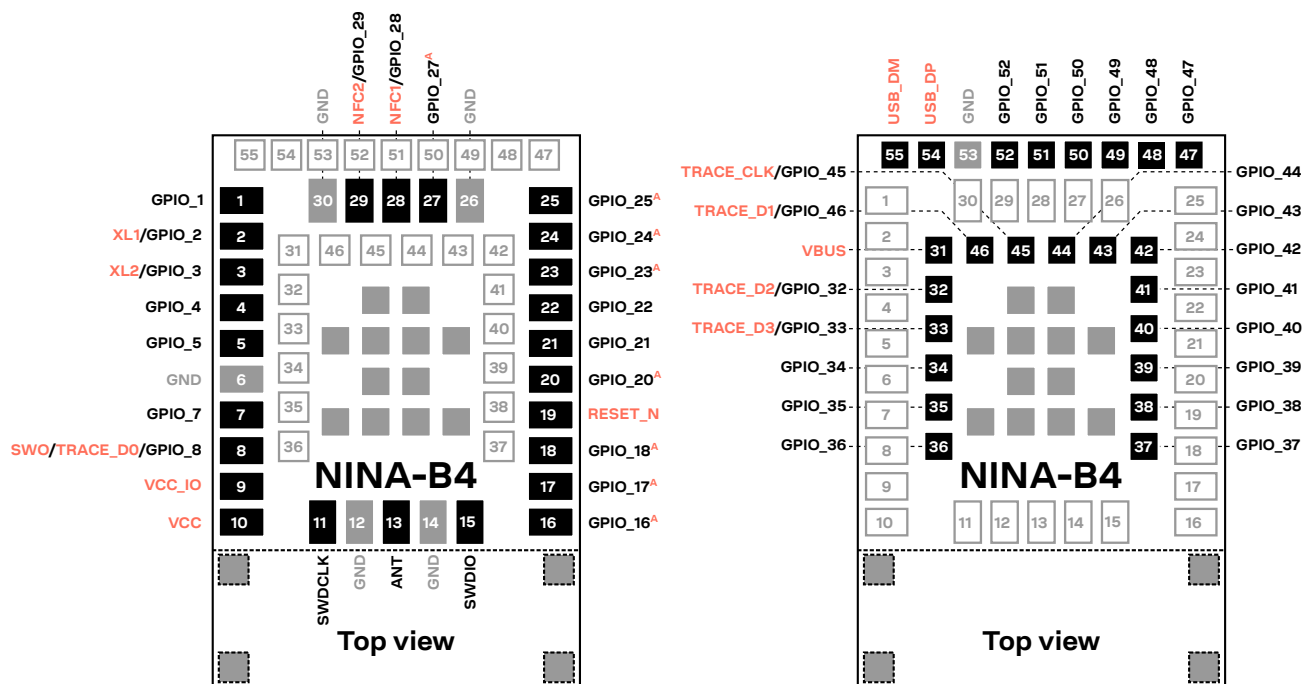 GND
NFC2/GPIO_29
NFC1/GPIO_28
GPIO_27A
GND
55 54 53 52 51 50 49 48 47
GPIO_1 1 30 29 28 27 26 25 GPIO_25A
XL1/GPIO_2 2 24 GPIO_24A
31 46 45 44 43 42
XL2/GPIO_3 3 23 GPIO_23A
32 41
GPIO_4 4 22 GPIO_22
33 40
GPIO_5 5 21 GPIO_21
34 39
GND 6 20 GPIO_20A
35 38
GPIO_7 7 19 RESET_N
36 37
SWO/TRACE_D0/GPIO_8 8 18 GPIO_18A
NINA-B4
VCC_IO 9 17 GPIO_17A
VCC 10 11 12 13 14 15 16 GPIO_16A
SWDCLK
GND
ANT
GND
SWDIO
Top view
USB_DM
USB_DP
GND
GPIO_52
GPIO_51
GPIO_50
GPIO_49
GPIO_48
GPIO_47
55 54 53 52 51 50 49 48 47
TRACE_CLK/GPIO_45 GPIO_44
1 30 29 28 27 26 25
TRACE_D1/GPIO_46 GPIO_43
2 24
VBUS 31 46 45 44 43 42 GPIO_42
3 23
TRACE_D2/GPIO_32 32 41 GPIO_41
4 22
TRACE_D3/GPIO_33 33 40 GPIO_40
5 21
GPIO_34 34 39 GPIO_39
6 20
GPIO_35 35 38 GPIO_38
7 19
GPIO_36 36 37 GPIO_37
8 18
NINA-B4
9 17
10 11 12 13 14 15 16
Top view